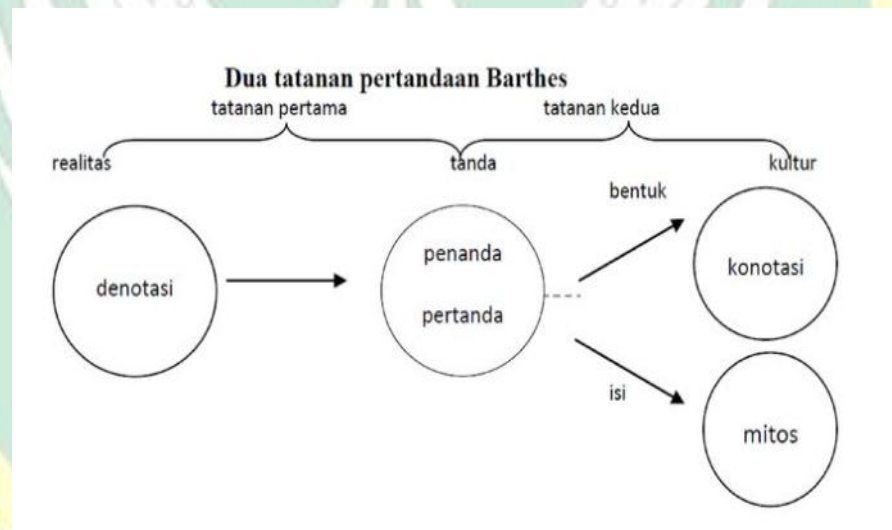 Dua tatanan pertandaan Barthes
tatanan pertama
tatanan kedua
realitas
tanda
kultur
bentuk
denotasi
penanda
pertanda
konotasi
isi
mitos